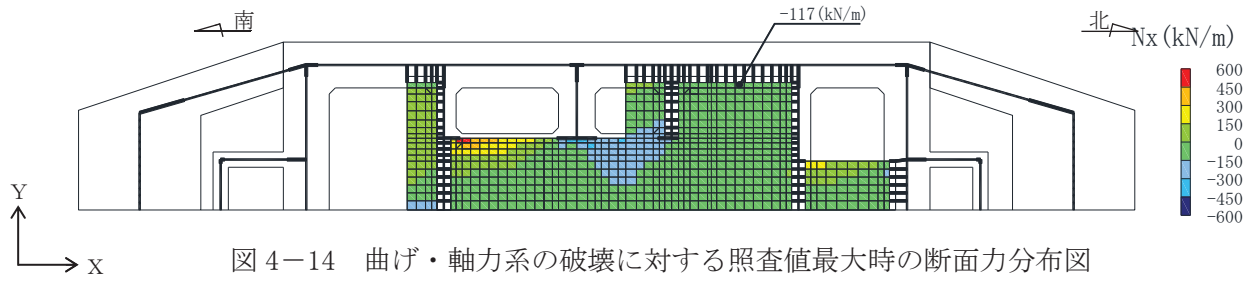 南
-117(kN/m)
北
Nx(kN/m)
600
450
300
150
0
-150
-300
-450
-600
Y
X
図 4－14　曲げ・軸力系の破壊に対する照査値最大時の断面力分布図